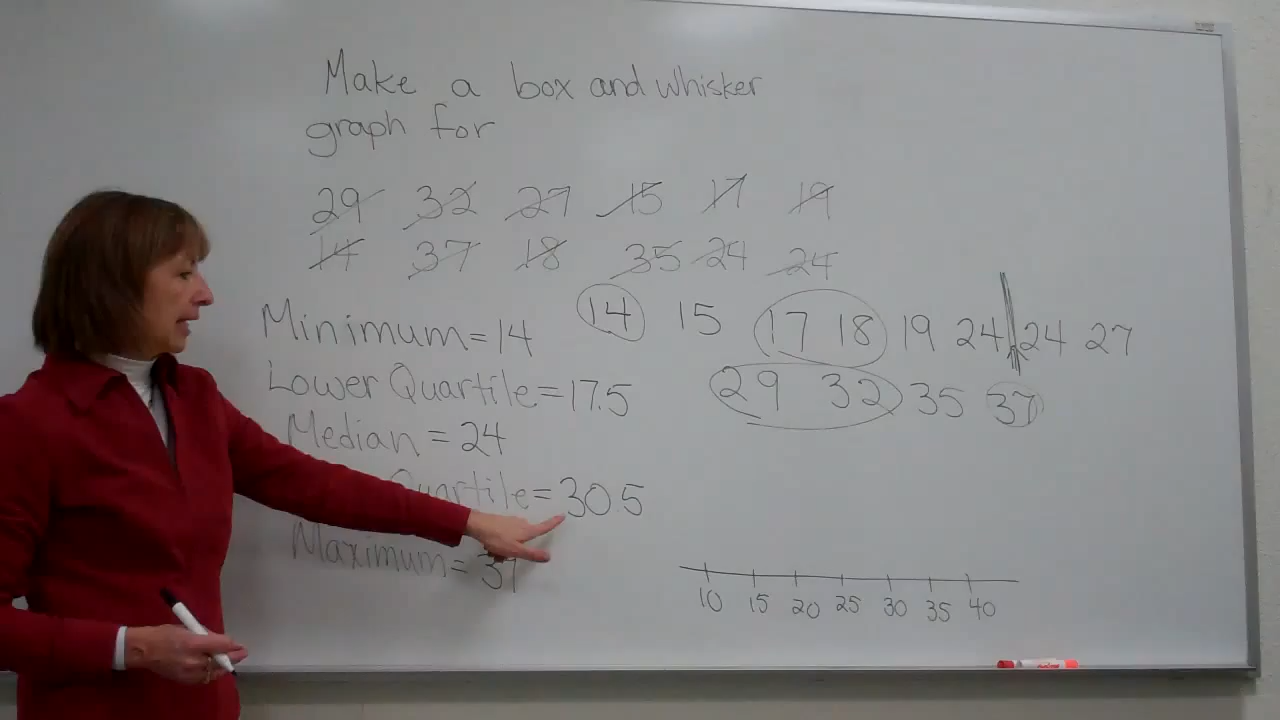 Make a box and whisker
graph for
29 32 27 15 17 19
14 37 18 35 24 24
14 15 17 18 19 24 24 27
29 32 35 37
Minimum=14
Lower Quartile=17.5
Median = 24
Quartile=30.5
Maximum= 37
10 15 20 25 30 35 40